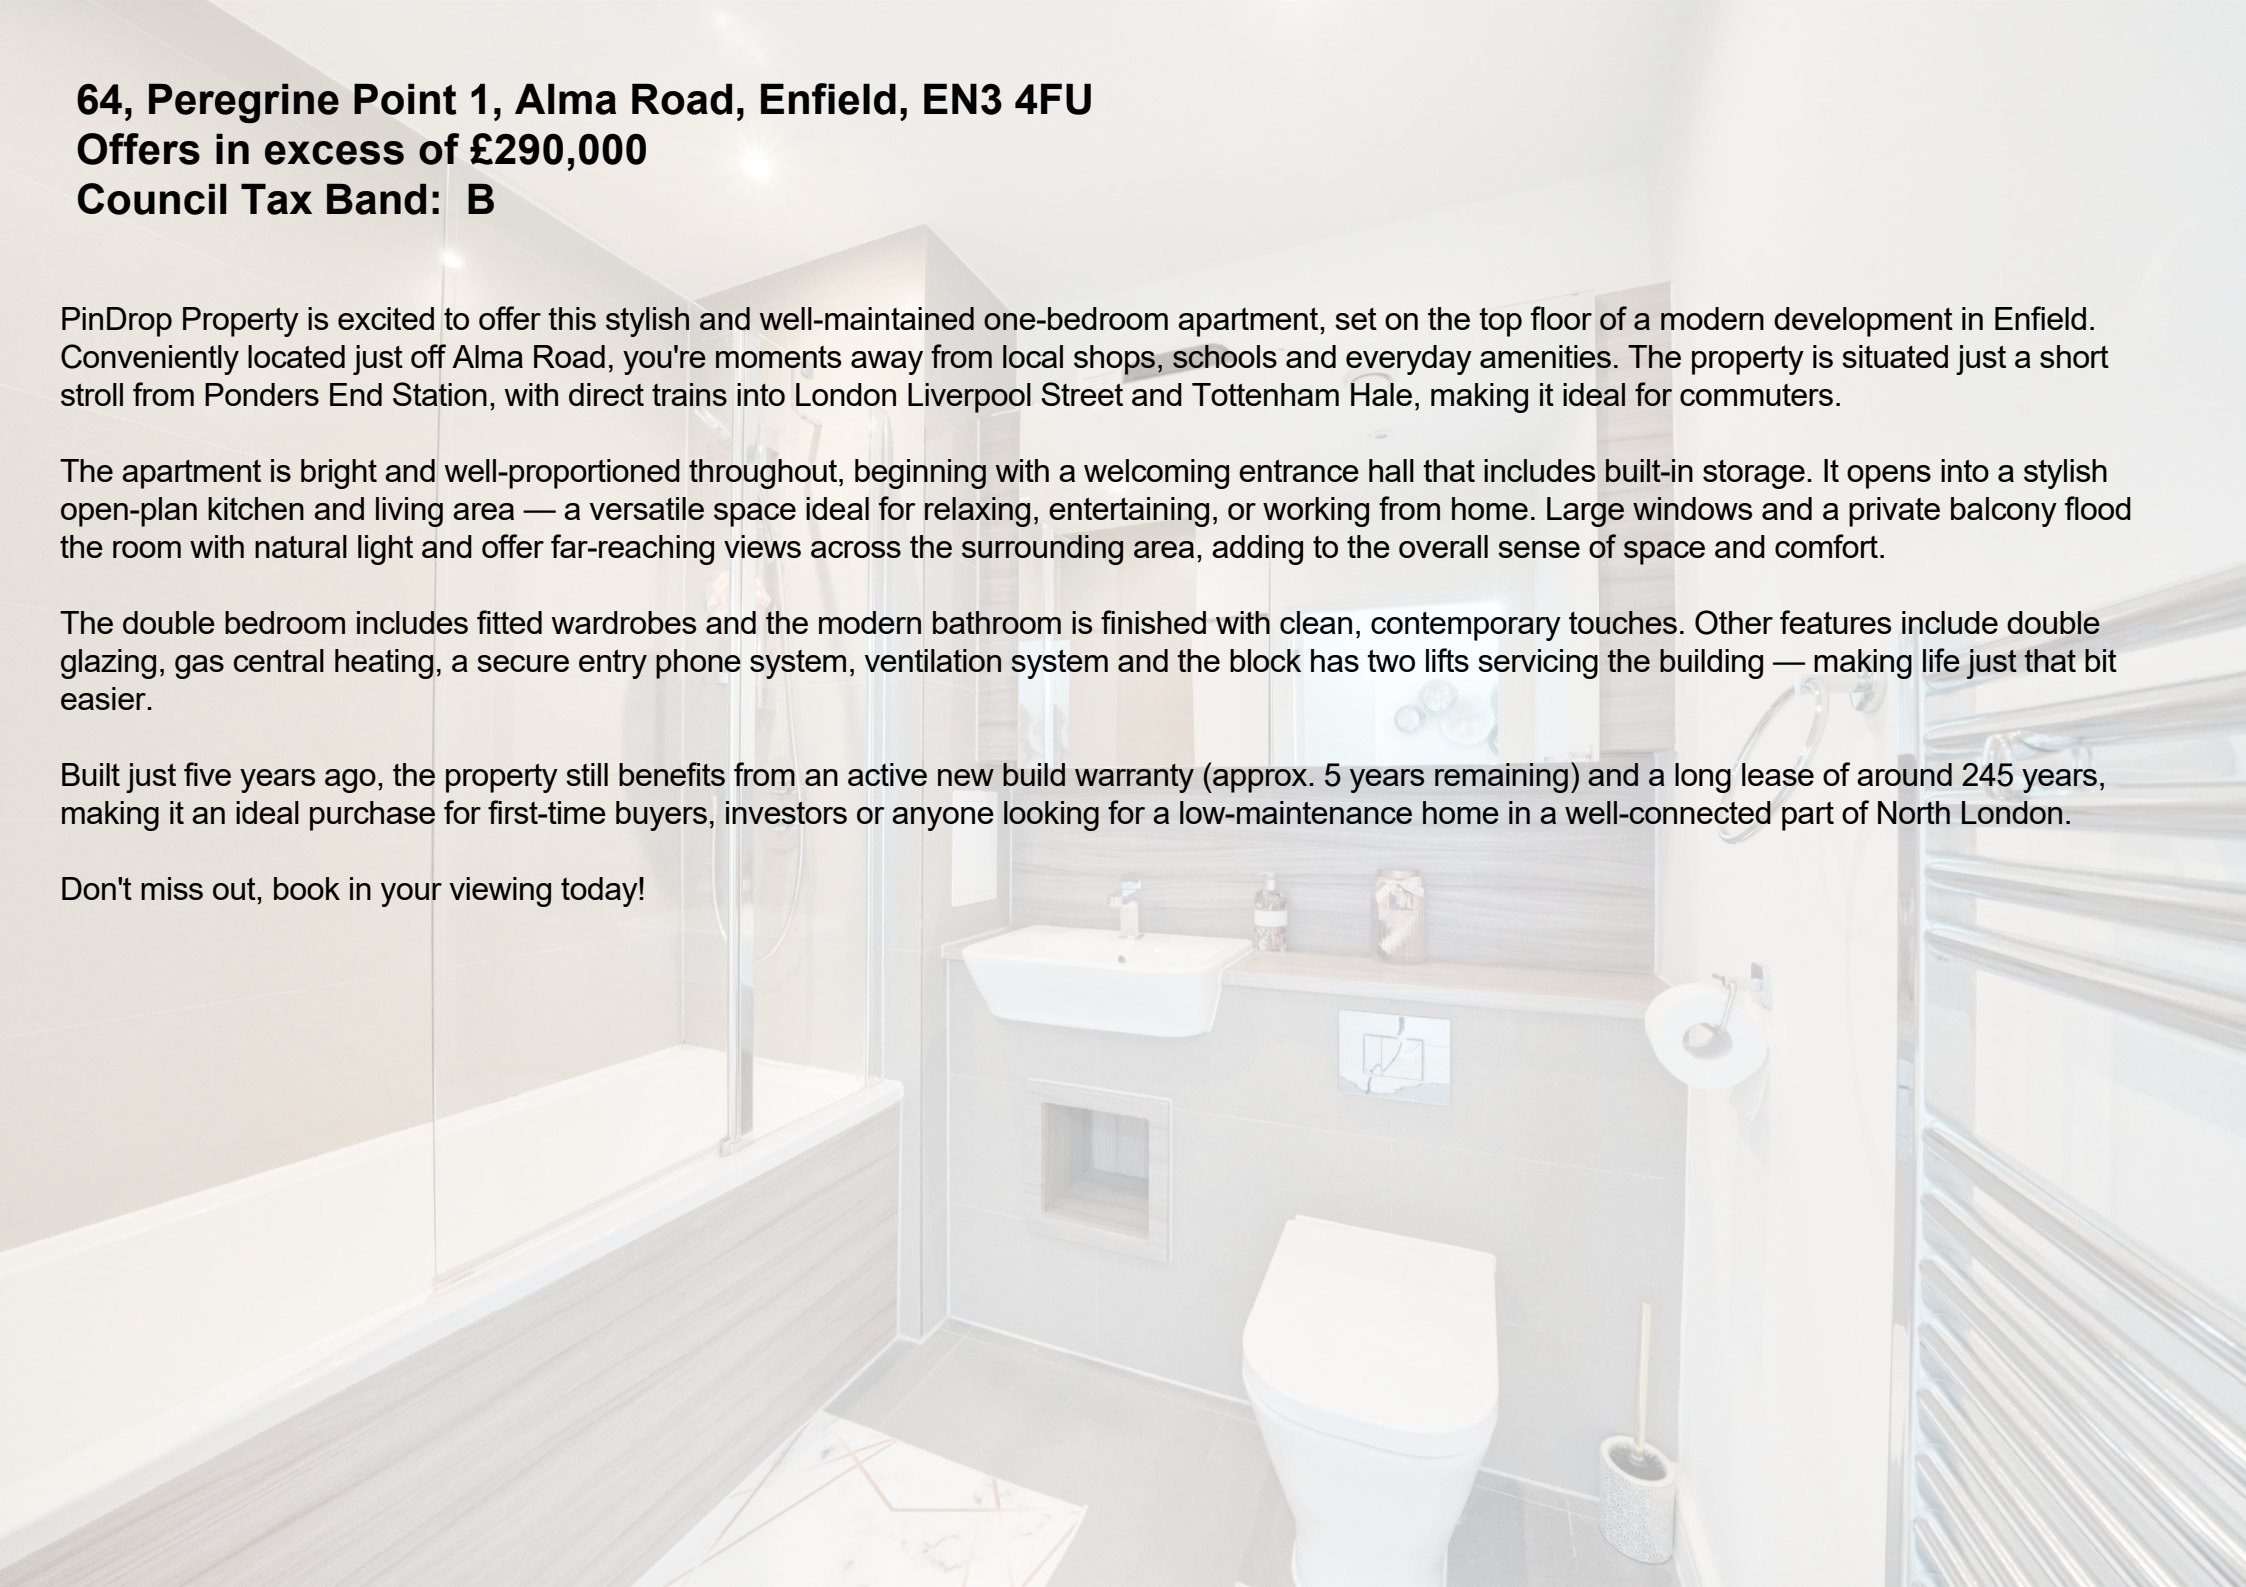 64, Peregrine Point 1, Alma Road, Enfield, EN3 4FU
Offers in excess of £290,000
Council Tax Band:  B
PinDrop Property is excited to offer this stylish and well-maintained one-bedroom apartment, set on the top floor of a modern development in Enfield.
Conveniently located just off Alma Road, you're moments away from local shops, schools and everyday amenities. The property is situated just a short
stroll from Ponders End Station, with direct trains into London Liverpool Street and Tottenham Hale, making it ideal for commuters.
The apartment is bright and well-proportioned throughout, beginning with a welcoming entrance hall that includes built-in storage. It opens into a stylish
open-plan kitchen and living area — a versatile space ideal for relaxing, entertaining, or working from home. Large windows and a private balcony flood
the room with natural light and offer far-reaching views across the surrounding area, adding to the overall sense of space and comfort.
The double bedroom includes fitted wardrobes and the modern bathroom is finished with clean, contemporary touches. Other features include double
glazing, gas central heating, a secure entry phone system, ventilation system and the block has two lifts servicing the building — making life just that bit
easier.
Built just five years ago, the property still benefits from an active new build warranty (approx. 5 years remaining) and a long lease of around 245 years,
making it an ideal purchase for first-time buyers, investors or anyone looking for a low-maintenance home in a well-connected part of North London.
Don't miss out, book in your viewing today!